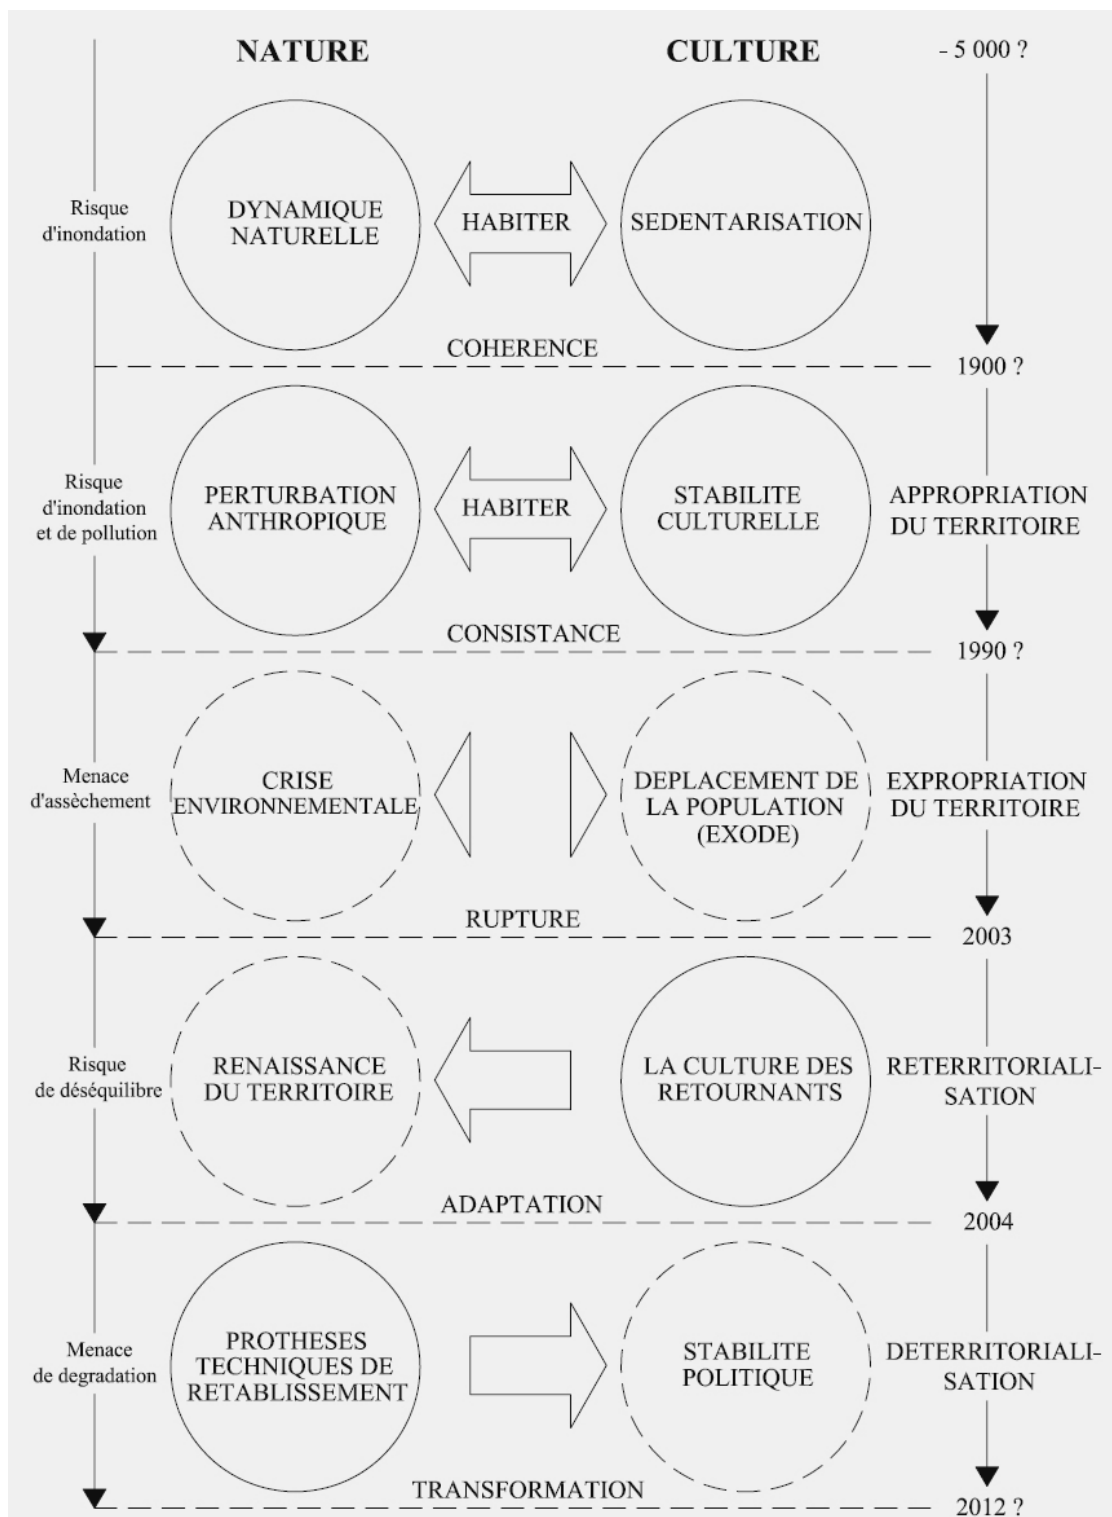 NATURE
CULTURE
- 5 000 ?
Risque
d'inondation
DYNAMIQUE
NATURELLE
HABITER
SEDENTARISATION
COHERENCE
1900 ?
Risque
d'inondation
et de pollution
PERTURBATION
ANTHROPIQUE
HABITER
STABILITE
CULTURELLE
APPROPRIATION
DU TERRITOIRE
CONSISTANCE
1990 ?
Menace
d'assèchement
CRISE
ENVIRONNEMENTALE
DEPLACEMENT DE
LA POPULATION
(EXODE)
EXPROPRIATION
DU TERRITOIRE
RUPTURE
2003
Risque
de déséquilibre
RENAISSANCE
DU TERRITOIRE
LA CULTURE DES
RETOURNANTS
RETERRITORIALI-
SATION
ADAPTATION
2004
Menace
de degradation
PROTHESES
TECHNIQUES DE
RETABLISSEMENT
STABILITE
POLITIQUE
DETERRITORIALI-
SATION
TRANSFORMATION
2012 ?